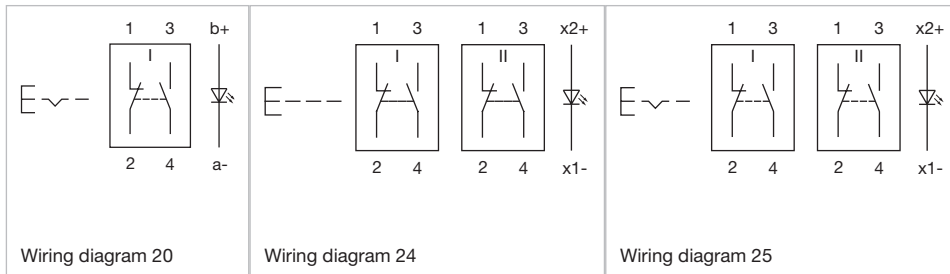 1 3 b+
I
2 4 a-
Wiring diagram 20
1 3 1 3 x2+
I II
2 4 2 4 x1-
Wiring diagram 24
1 3 1 3 x2+
I II
2 4 2 4 x1-
Wiring diagram 25